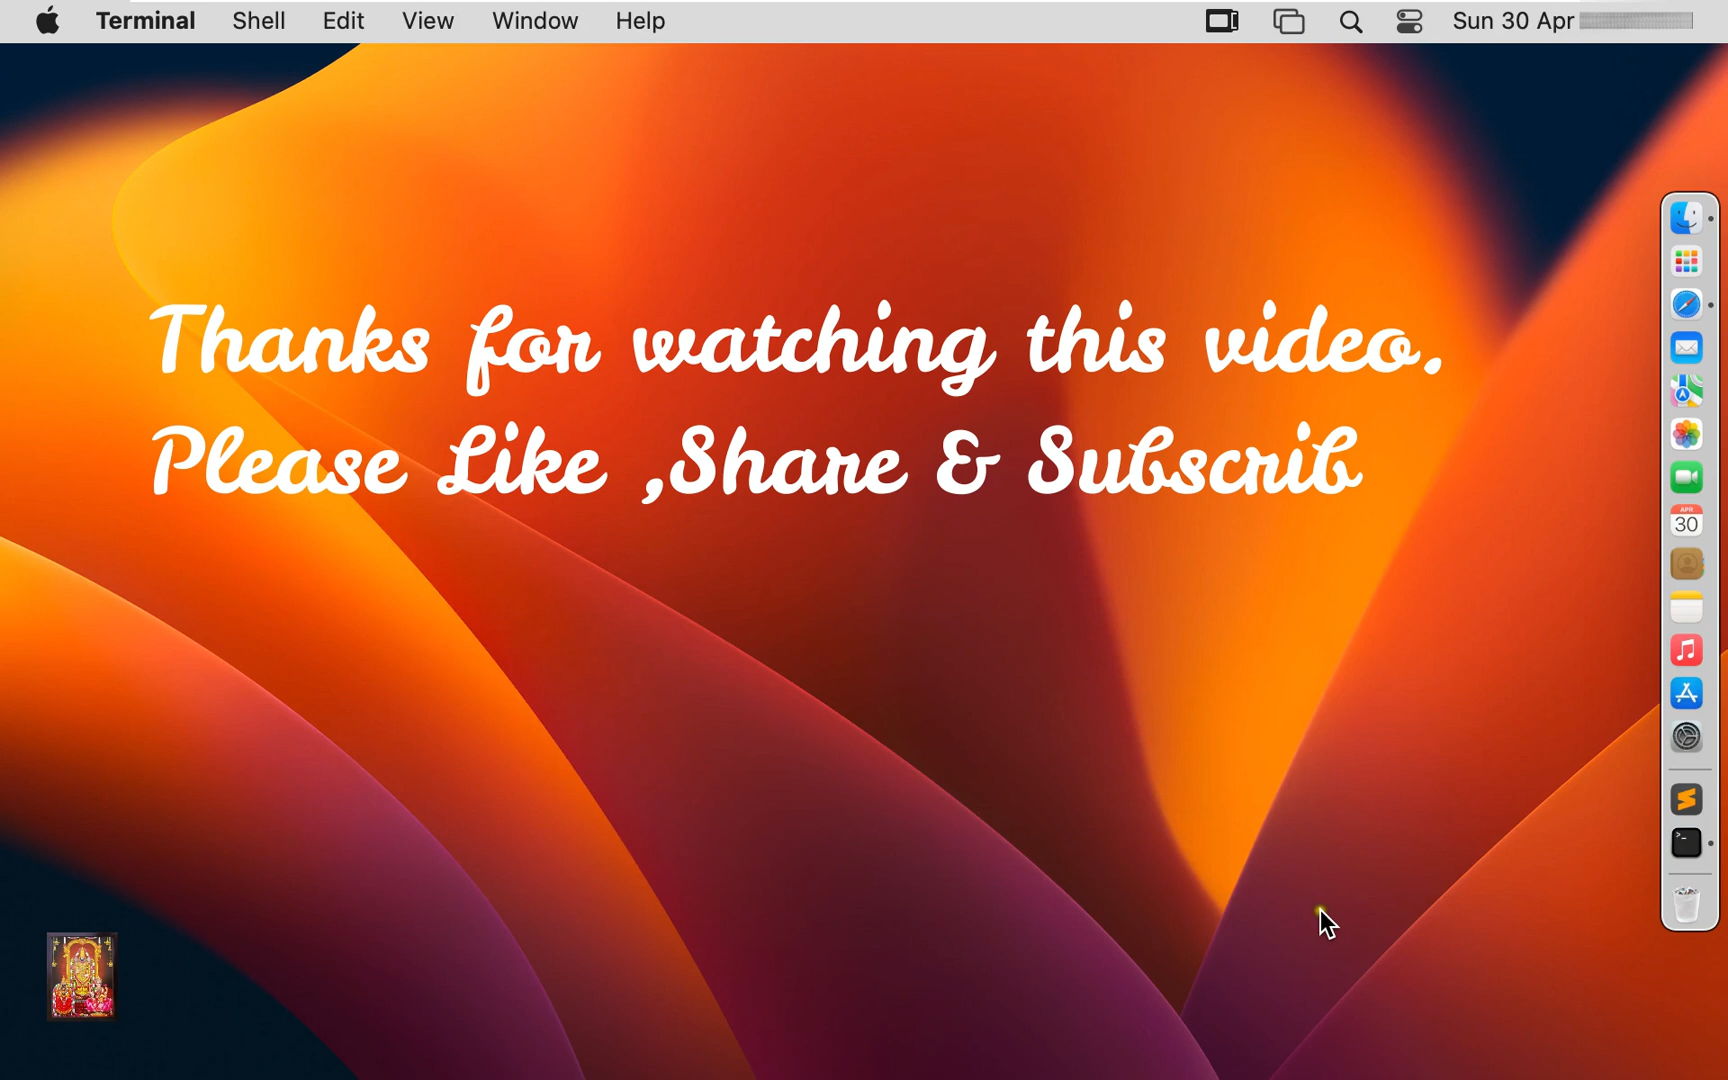 Terminal Shell Edit View Window Help Sun 30 Apr
Thanks for watching this video.
Please Like ,Share & Subscrib
APR
30